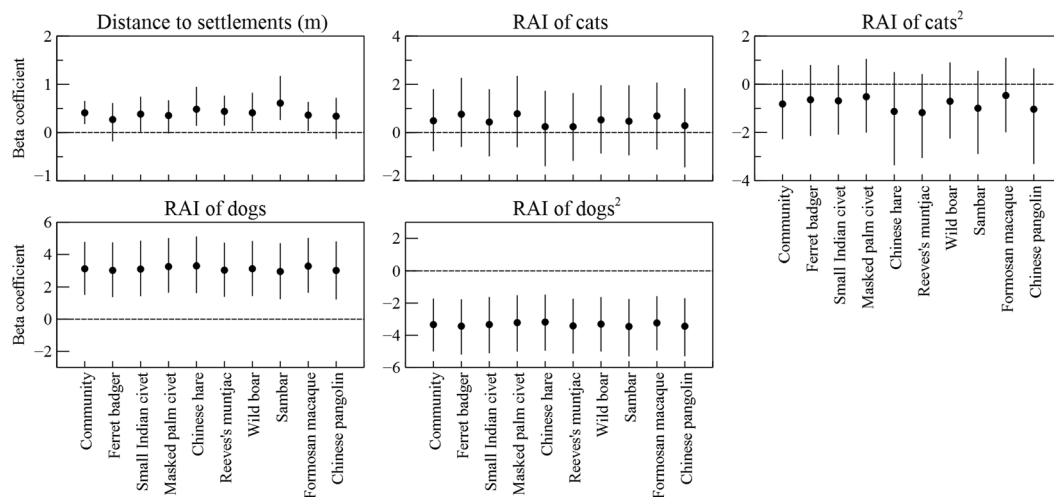 Distance to settlements (m)
RAI of cats
RAI of cats²
Beta coefficient
1
0
−1
4
2
0
−2
2
0
−2
−4
Community
Ferret badger
Small Indian civet
Masked palm civet
Chinese hare
Reeves's muntjac
Wild boar
Sambar
Formosan macaque
Chinese pangolin
RAI of dogs
RAI of dogs²
Beta coefficient
6
4
2
0
−2
2
0
−2
−4
−6
Community
Ferret badger
Small Indian civet
Masked palm civet
Chinese hare
Reeves's muntjac
Wild boar
Sambar
Formosan macaque
Chinese pangolin
Community
Ferret badger
Small Indian civet
Masked palm civet
Chinese hare
Reeves's muntjac
Wild boar
Sambar
Formosan macaque
Chinese pangolin